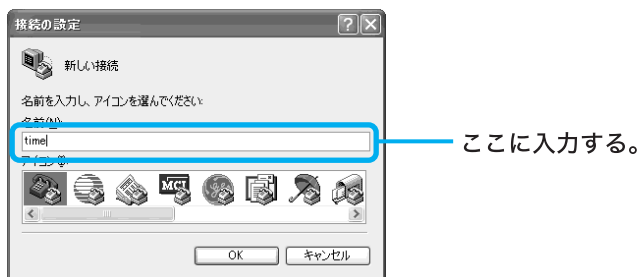 接続の設定
新しい接続
名前を入力し、アイコンを選んでください:
名前(N):
time
アイコン(I):
MCI
OK キャンセル
ここに入力する。